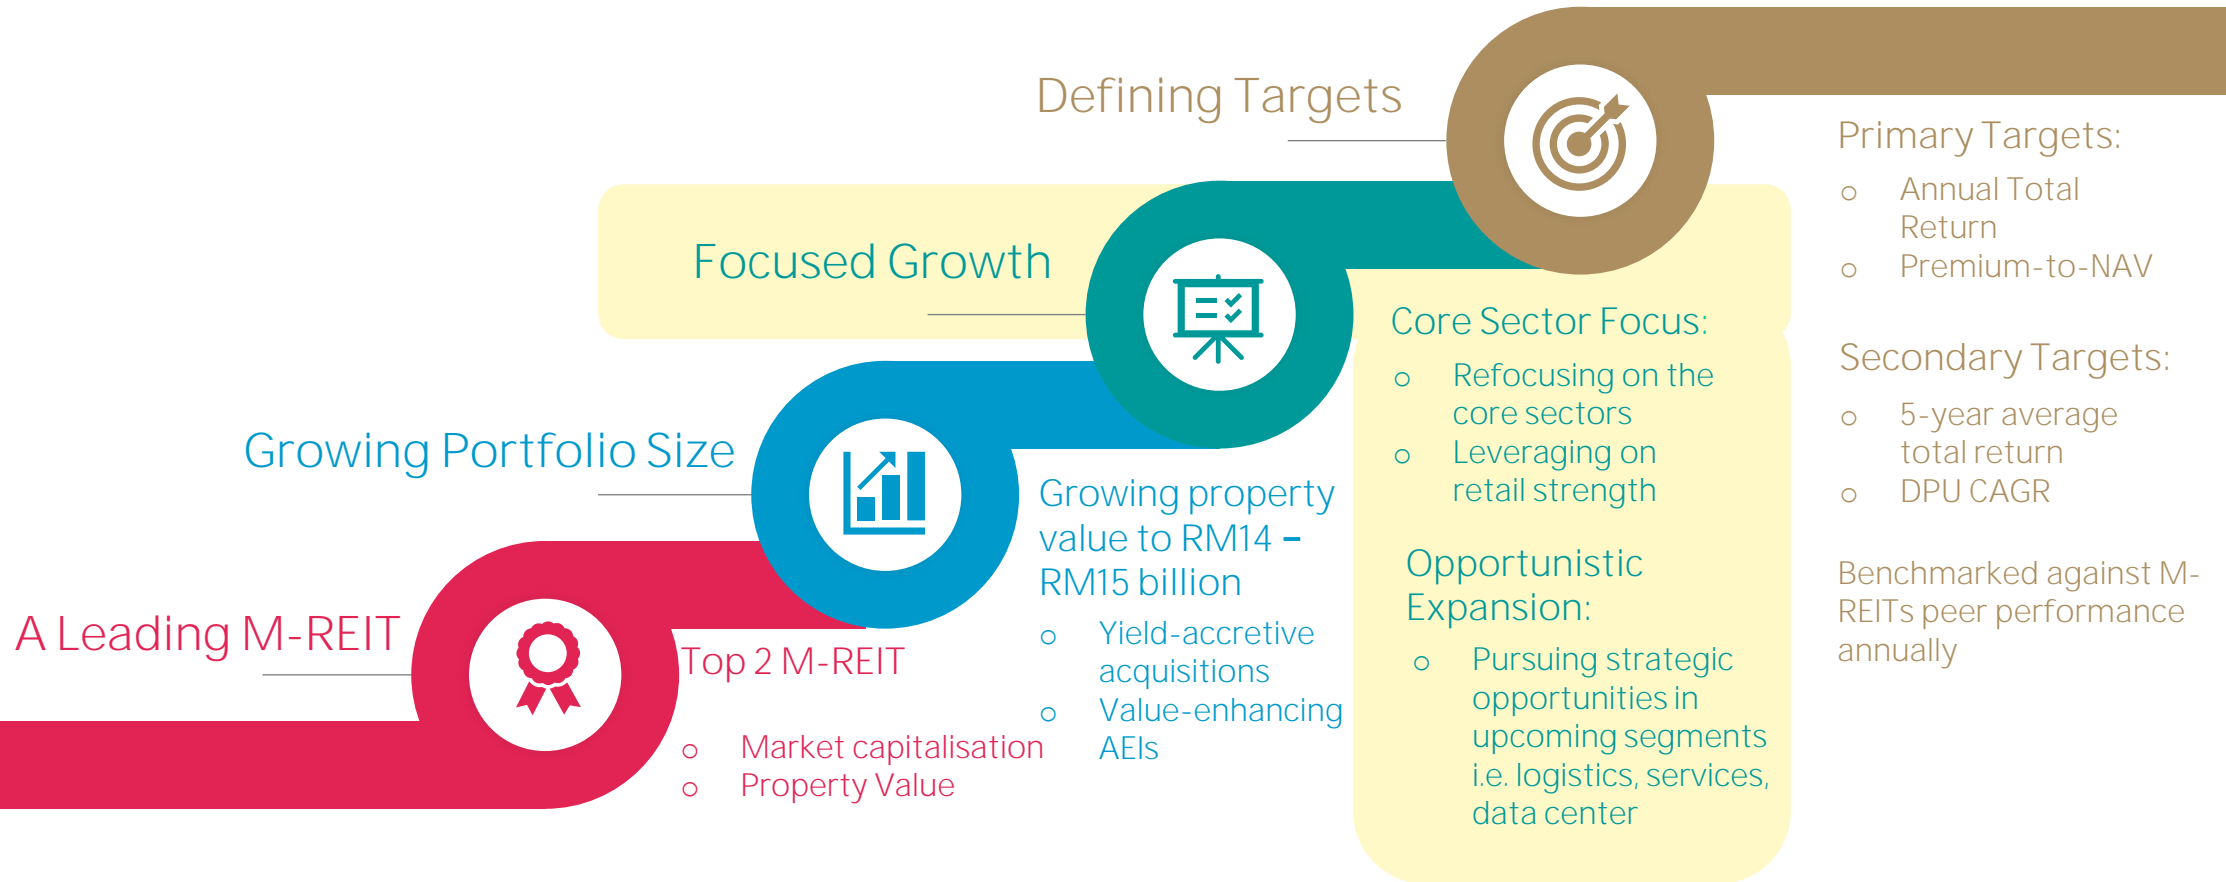 A Leading M-REIT
Top 2 M-REIT
o Market capitalisation
o Property Value
Growing Portfolio Size
Growing property
value to RM14 –
RM15 billion
o Yield-accretive
acquisitions
o Value-enhancing
AEIs
Focused Growth
Core Sector Focus:
o Refocusing on the
core sectors
o Leveraging on
retail strength
Opportunistic
Expansion:
o Pursuing strategic
opportunities in
upcoming segments
i.e. logistics, services,
data center
Defining Targets
Primary Targets:
o Annual Total
Return
o Premium-to-NAV
Secondary Targets:
o 5-year average
total return
o DPU CAGR
Benchmarked against M-
REITs peer performance
annually